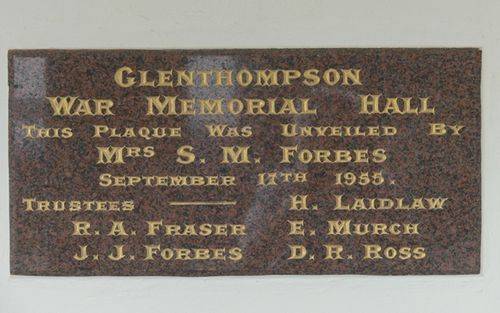 GLENTHOMPSON
WAR MEMORIAL HALL
THIS PLAQUE WAS UNVEILED BY
MRS S. M. FORBES
SEPTEMBER 17TH 1955.
TRUSTEES —— H. LAIDLAW
R. A. FRASER E. MURCH
J. J. FORBES D. R. ROSS